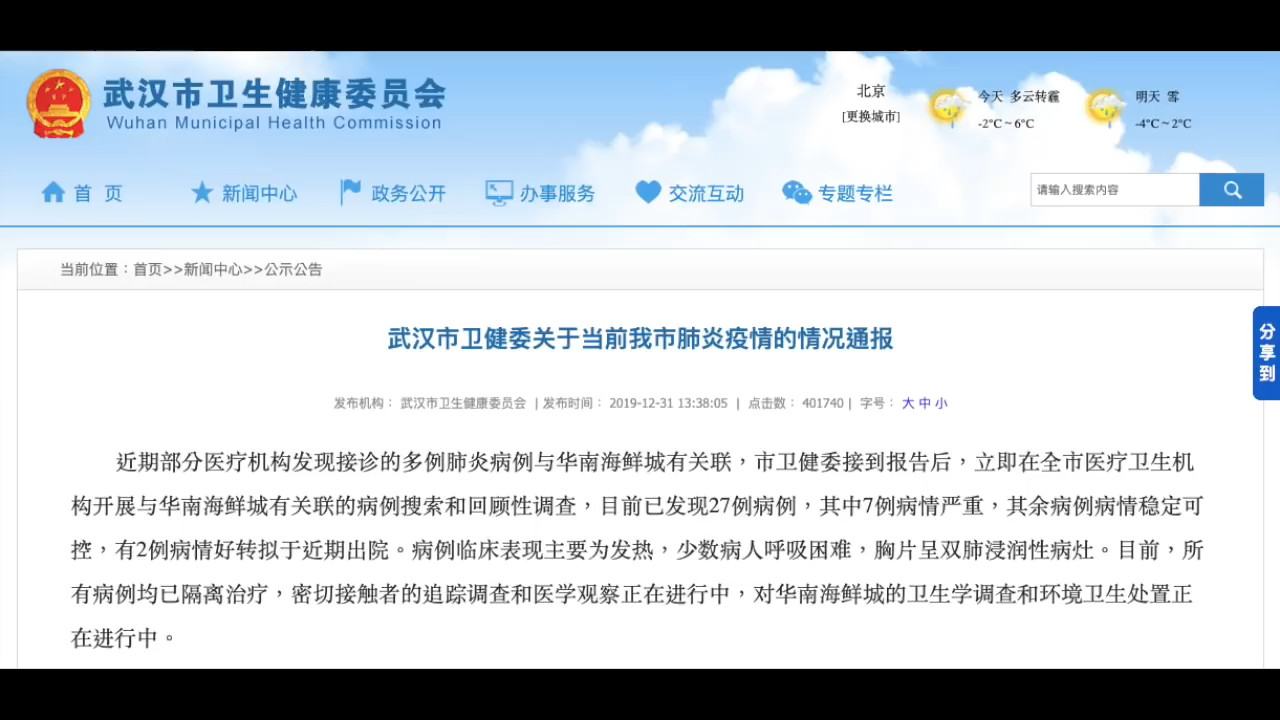 武汉市卫生健康委员会
Wuhan Municipal Health Commission
北京
[更换城市]
今天 多云转霾
-2℃ ~ 6℃
明天 雩
-4℃ ~ 2℃
首 页
新闻中心
政务公开
办事服务
交流互动
专题专栏
请输入搜索内容
当前位置：首页>>新闻中心>>公示公告
武汉市卫健委关于当前我市肺炎疫情的情况通报
发布机构： 武汉市卫生健康委员会 | 发布时间： 2019-12-31 13:38:05 | 点击数： 401740 | 字号： 大 中 小
近期部分医疗机构发现接诊的多例肺炎病例与华南海鲜城有关联，市卫健委接到报告后，立即在全市医疗卫生机
构开展与华南海鲜城有关联的病例搜索和回顾性调查，目前已发现27例病例，其中7例病情严重，其余病例病情稳定可
控，有2例病情好转拟于近期出院。病例临床表现主要为发热，少数病人呼吸困难，胸片呈双肺浸润性病灶。目前，所
有病例均已隔离治疗，密切接触者的追踪调查和医学观察正在进行中，对华南海鲜城的卫生学调查和环境卫生处置正
在进行中。
分享到